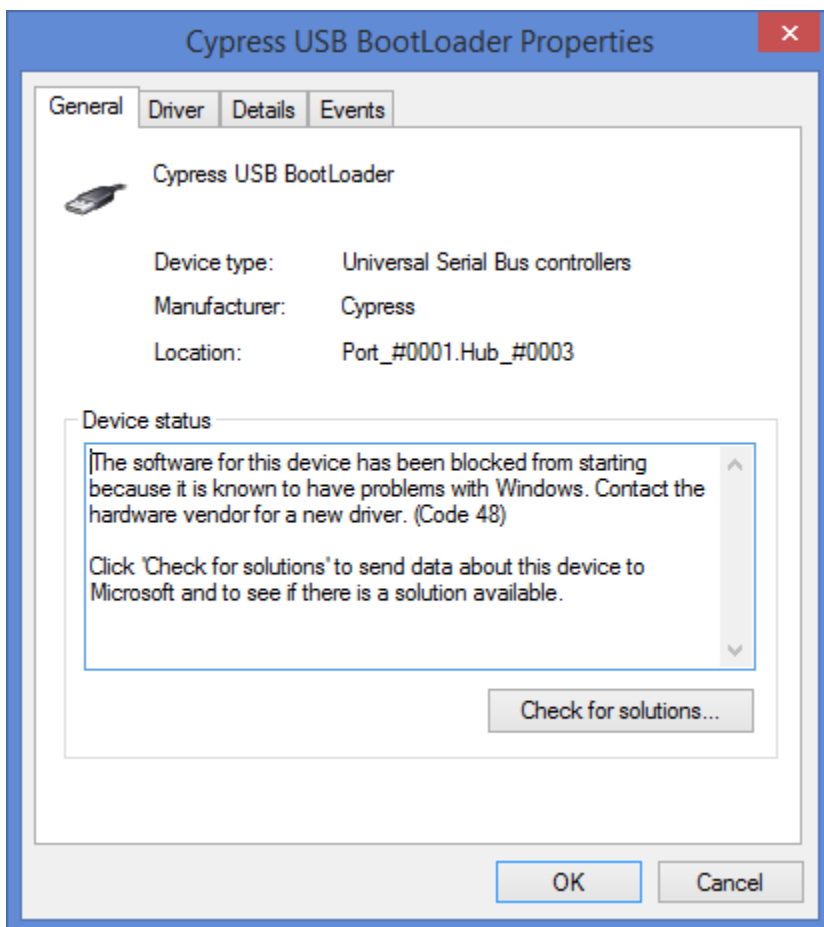 Cypress USB BootLoader Properties
General Driver Details Events
Cypress USB BootLoader
Device type: Universal Serial Bus controllers
Manufacturer: Cypress
Location: Port_#0001.Hub_#0003
Device status
The software for this device has been blocked from starting
because it is known to have problems with Windows. Contact the
hardware vendor for a new driver. (Code 48)
Click 'Check for solutions' to send data about this device to
Microsoft and to see if there is a solution available.
Check for solutions...
OK Cancel